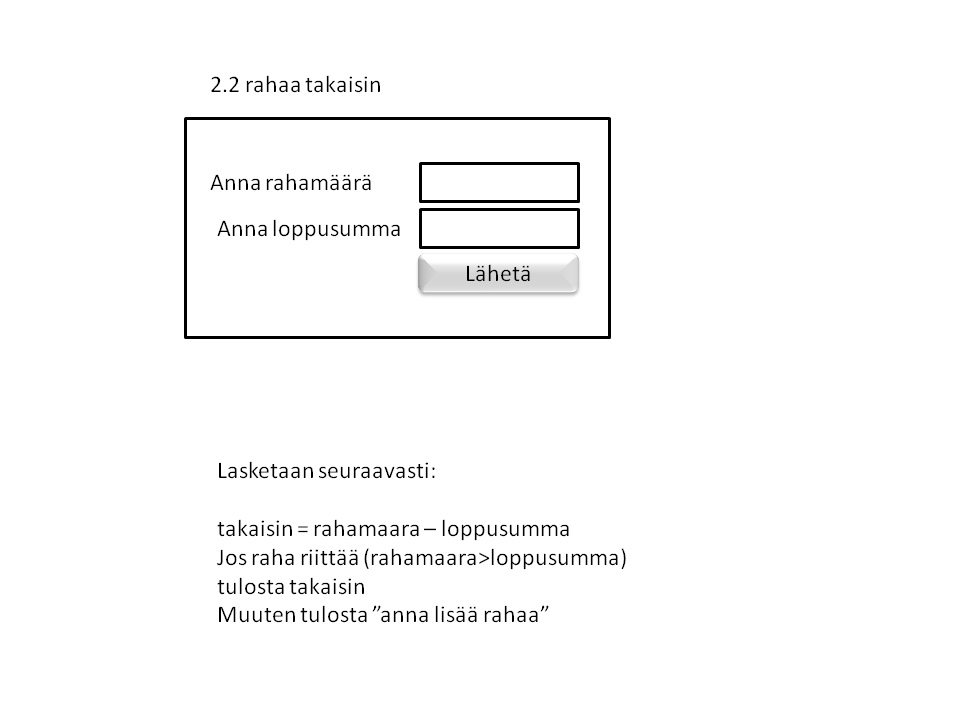 2.2 rahaa takaisin
Anna rahamäärä
Anna loppusumma
Lähetä
Lasketaan seuraavasti:
takaisin = rahamaara – loppusumma
Jos raha riittää (rahamaara>loppusumma)
tulosta takaisin
Muuten tulosta ”anna lisää rahaa”